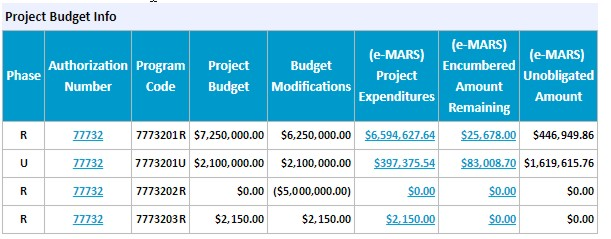 Project Budget Info
Phase Authorization Number Program Code Project Budget Budget Modifications (e-MARS) Project Expenditures (e-MARS) Encumbered Amount Remaining (e-MARS) Unobligated Amount
R 77732 7773201R $7,250,000.00 $6,250,000.00 $6,594,627.64 $25,678.00 $446,949.86
U 77732 7773201U $2,100,000.00 $2,100,000.00 $397,375.54 $83,008.70 $1,619,615.76
R 77732 7773202R $0.00 ($5,000,000.00) $0.00 $0.00 $0.00
R 77732 7773203R $2,150.00 $2,150.00 $2,150.00 $0.00 $0.00